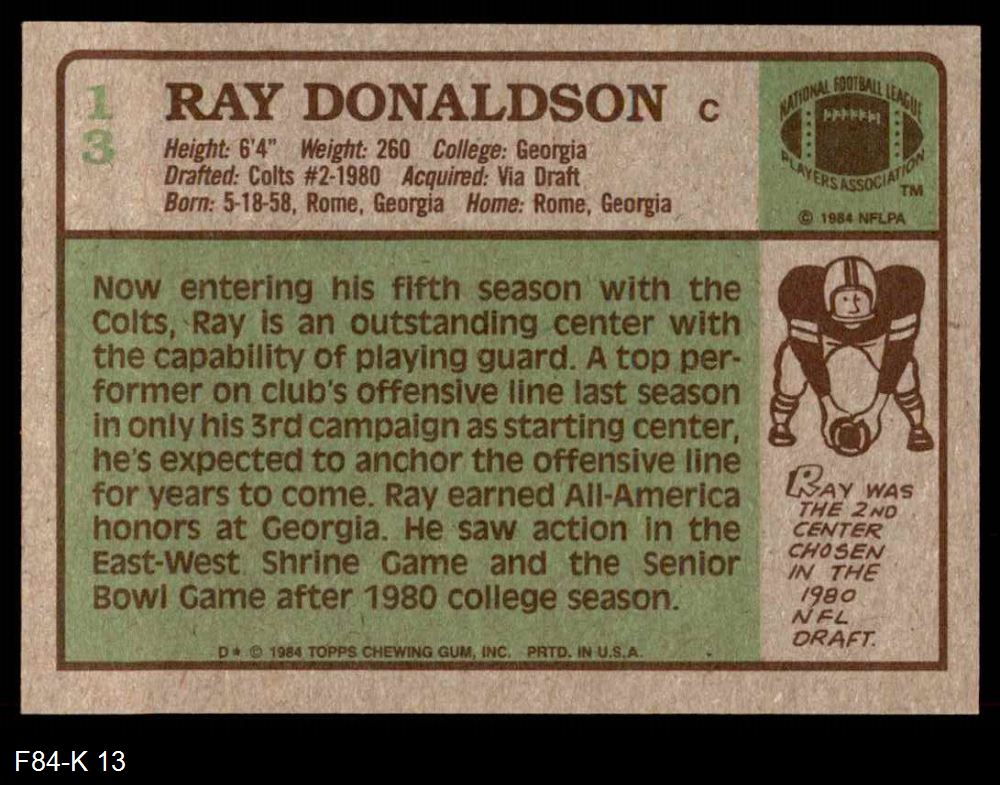 1
3
RAY DONALDSON C
Height: 6'4" Weight: 260 College: Georgia
Drafted: Colts #2-1980 Acquired: Via Draft
Born: 5-18-58, Rome, Georgia Home: Rome, Georgia
NATIONAL FOOTBALL LEAGUE
PLAYERS ASSOCIATION
TM
© 1984 NFLPA
Now entering his fifth season with the
Colts, Ray is an outstanding center with
the capability of playing guard. A top per-
former on club's offensive line last season
in only his 3rd campaign as starting center,
he's expected to anchor the offensive line
for years to come. Ray earned All-America
honors at Georgia. He saw action in the
East-West Shrine Game and the Senior
Bowl Game after 1980 college season.
D* © 1984 TOPPS CHEWING GUM, INC. PRTD. IN U.S.A.
RAY WAS
THE 2ND
CENTER
CHOSEN
IN THE
1980
NFL
DRAFT.
F84-K 13